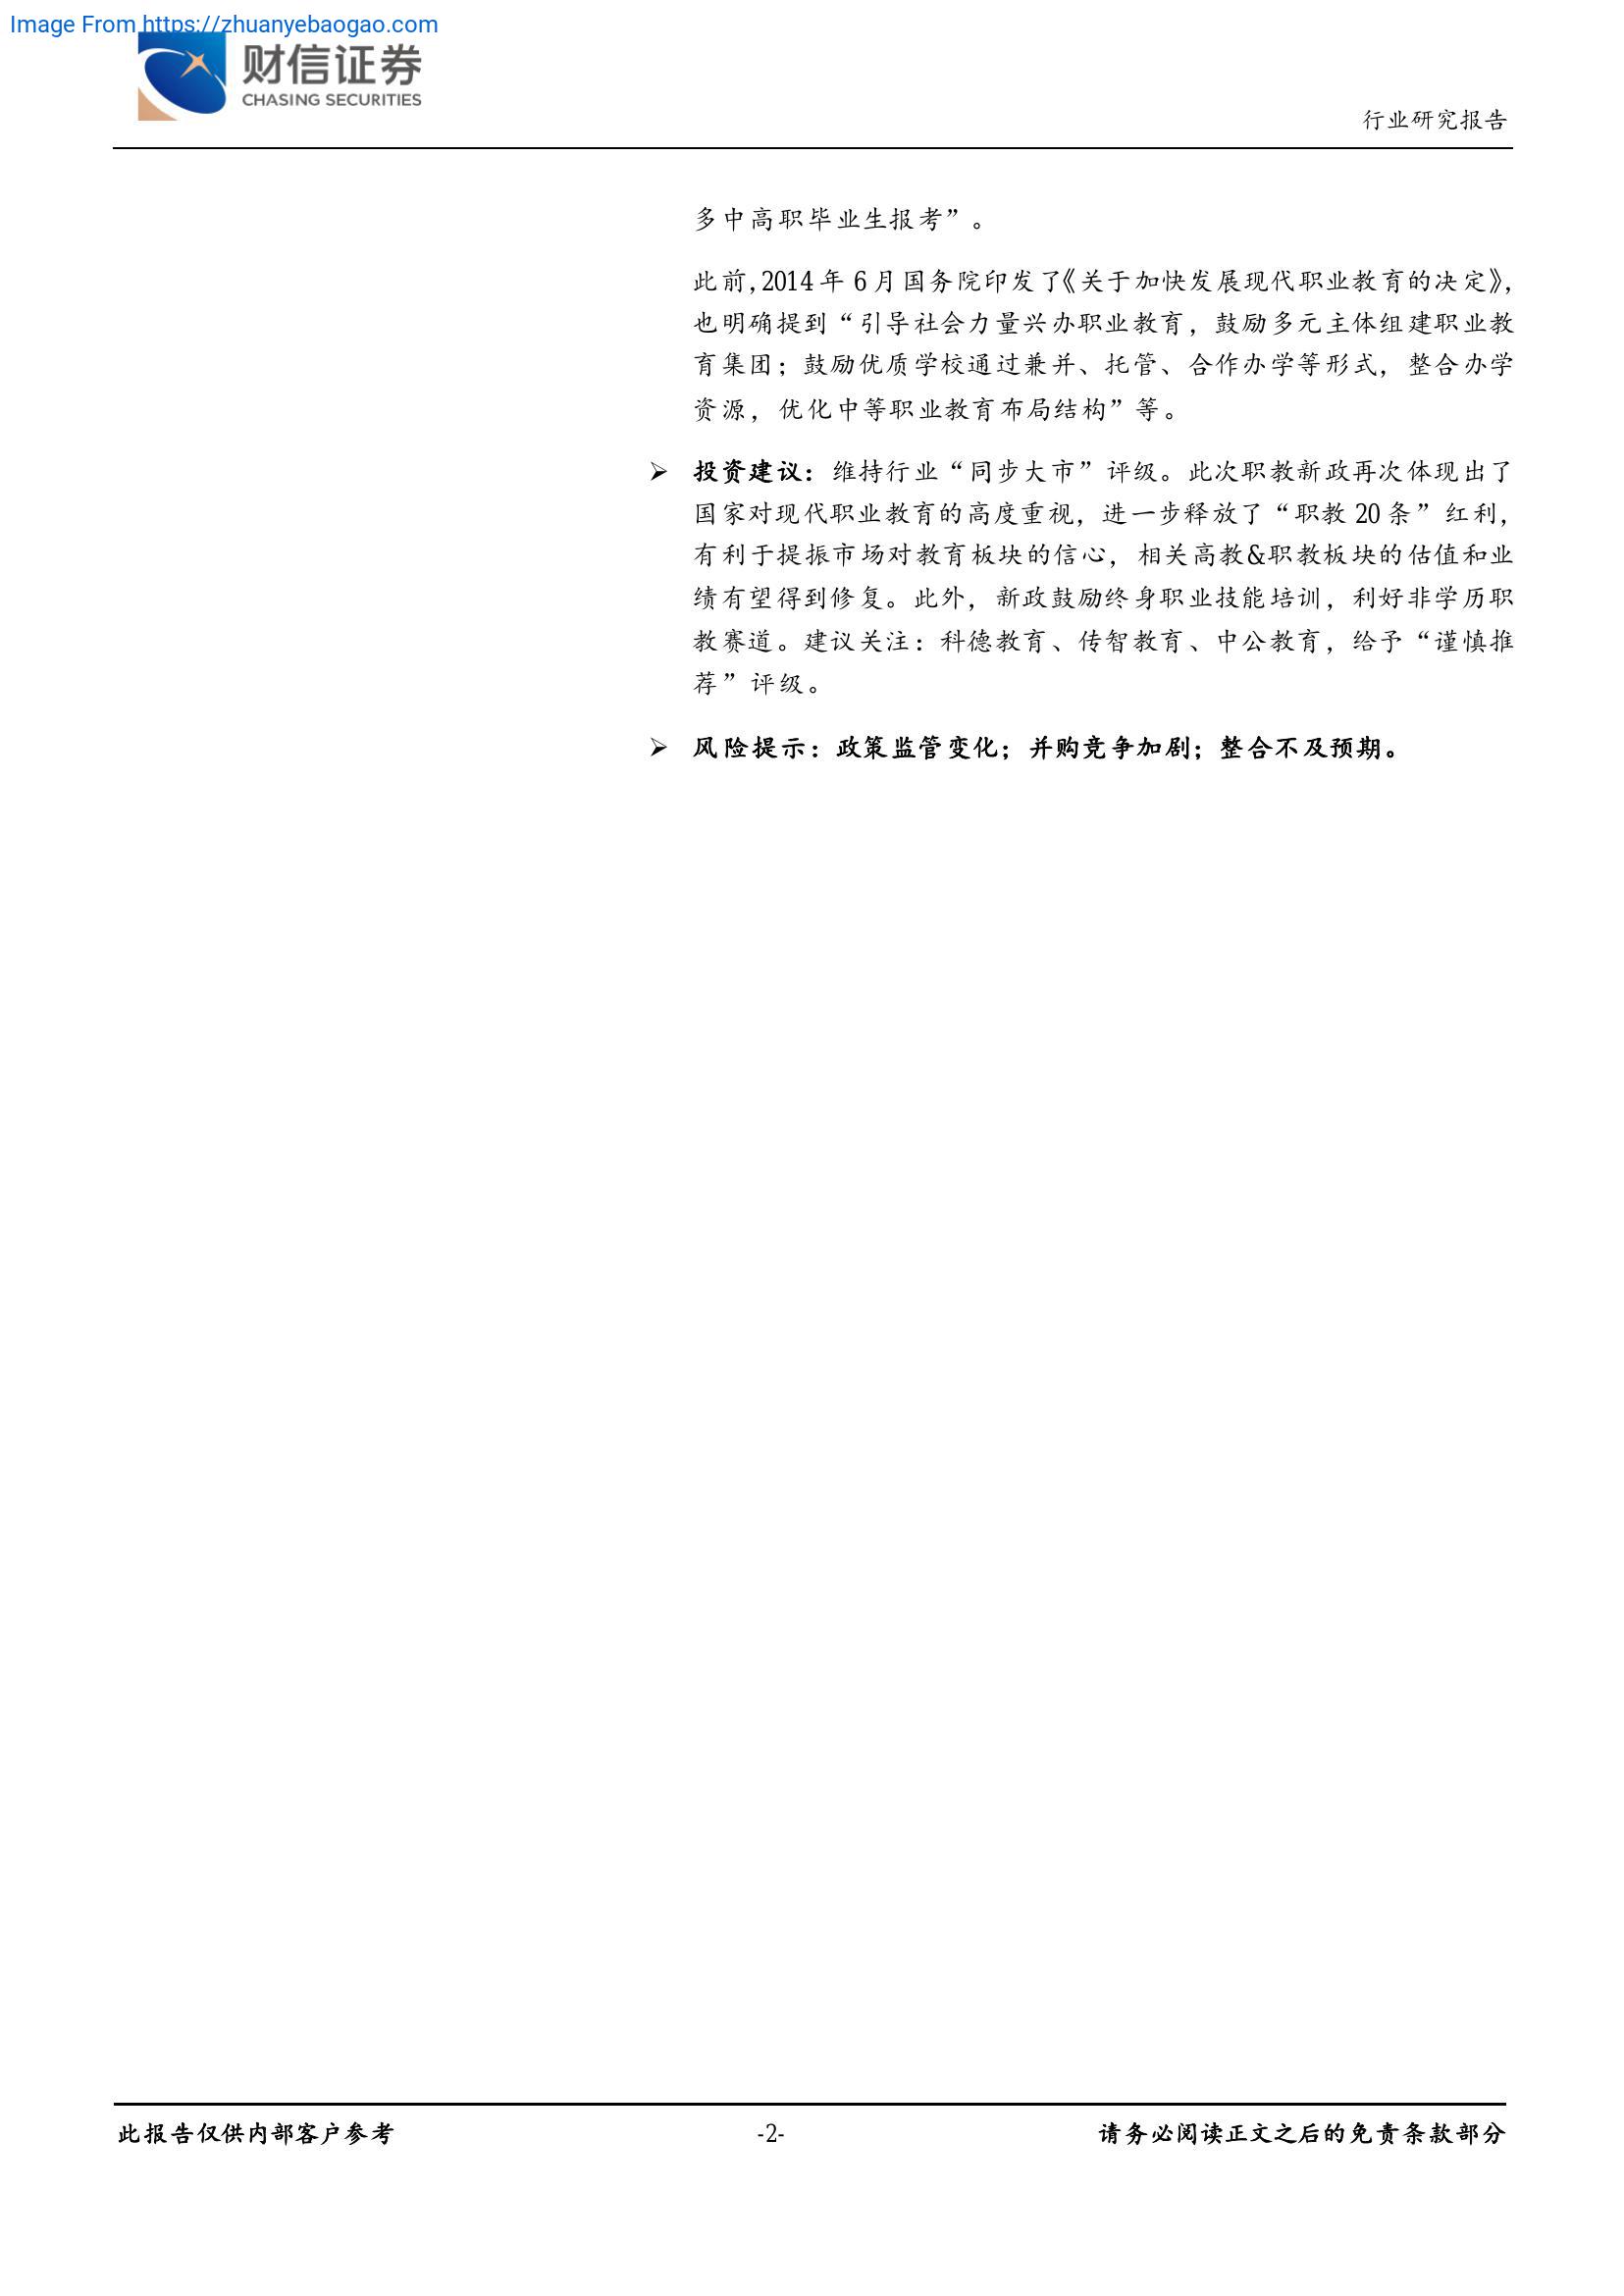 Image From https://zhuanyebaogao.com
财信证券
CHASING SECURITIES
行业研究报告
多中高职毕业生报考”。
此前，2014 年 6 月国务院印发了《关于加快发展现代职业教育的决定》，
也明确提到“引导社会力量兴办职业教育，鼓励多元主体组建职业教
育集团；鼓励优质学校通过兼并、托管、合作办学等形式，整合办学
资源，优化中等职业教育布局结构”等。
➢ 投资建议：维持行业“同步大市”评级。此次职教新政再次体现出了
国家对现代职业教育的高度重视，进一步释放了“职教 20 条”红利，
有利于提振市场对教育板块的信心，相关高教&职教板块的估值和业
绩有望得到修复。此外，新政鼓励终身职业技能培训，利好非学历职
教赛道。建议关注：科德教育、传智教育、中公教育，给予“谨慎推
荐”评级。
➢ 风险提示：政策监管变化；并购竞争加剧；整合不及预期。
此报告仅供内部客户参考
-2-
请务必阅读正文之后的免责条款部分